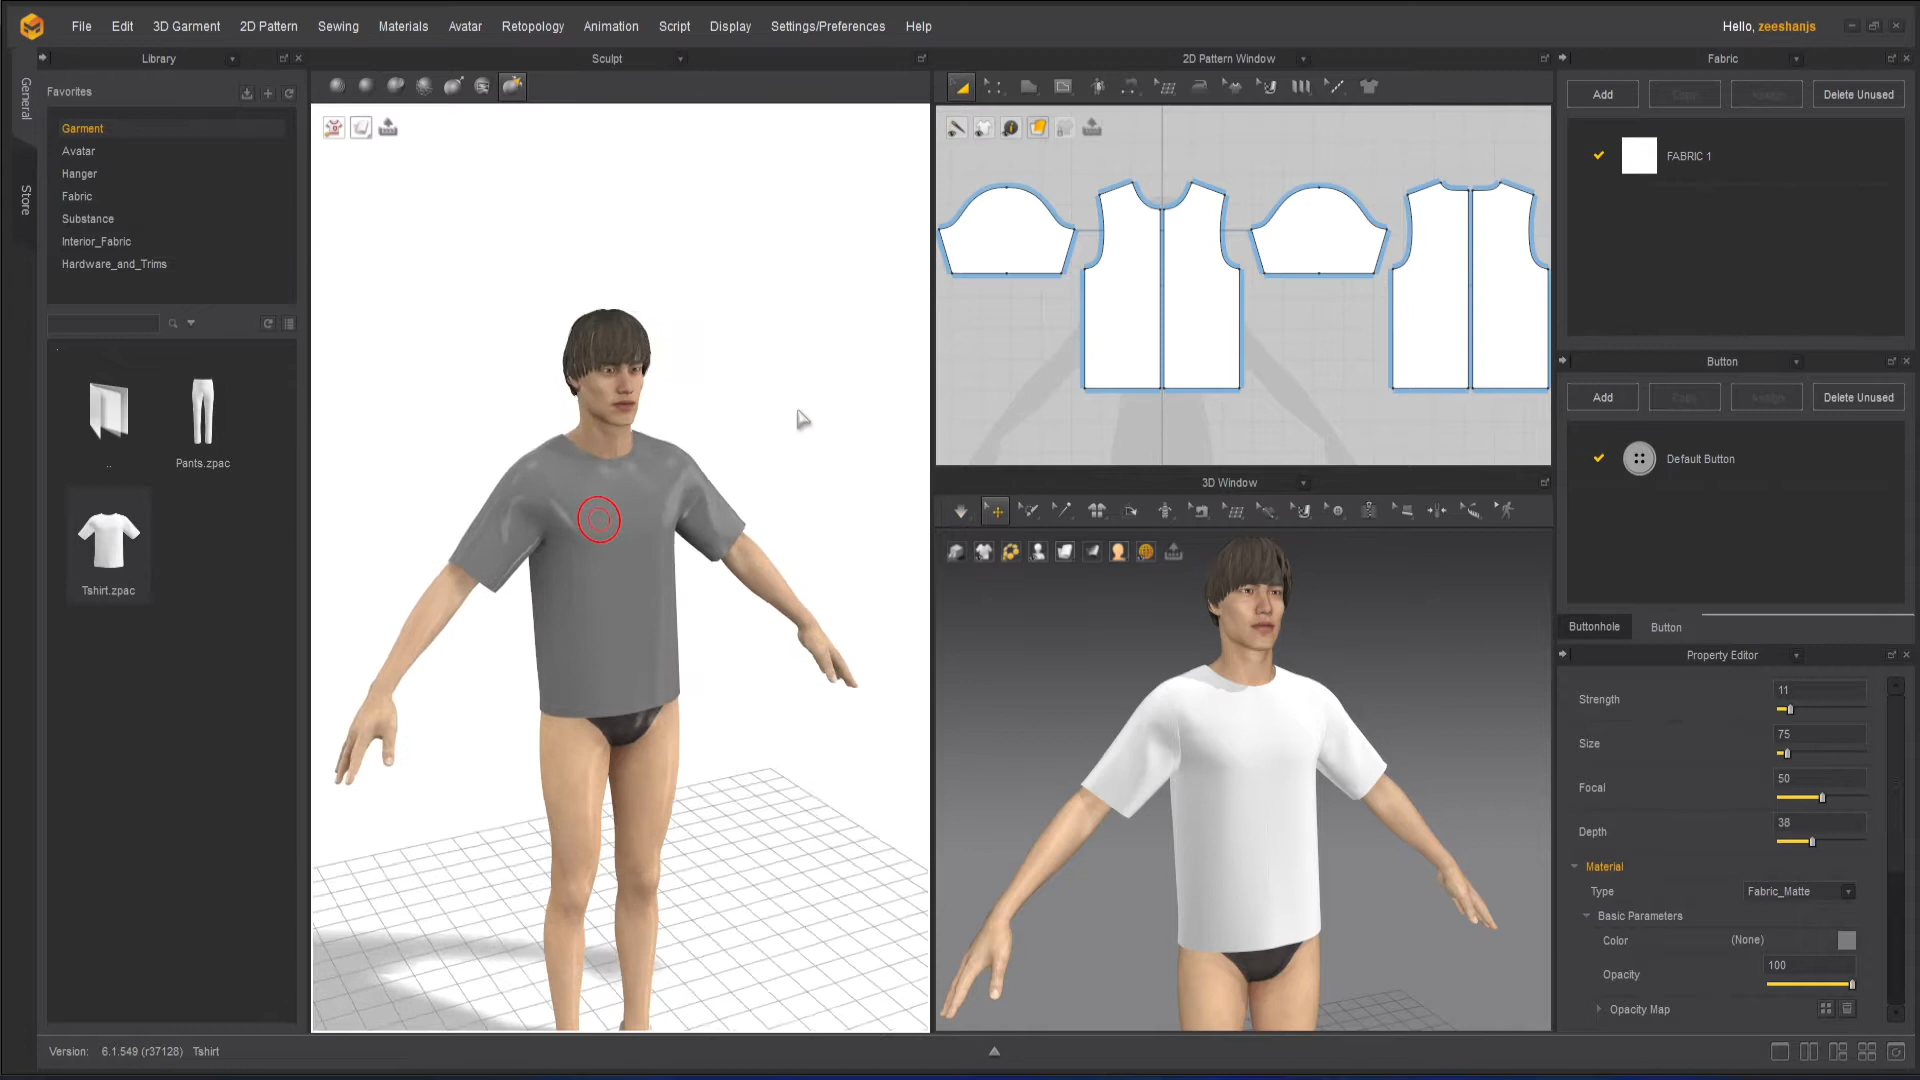 File Edit 3D Garment 2D Pattern Sewing Materials Avatar Retopology Animation Script Display Settings/Preferences Help
Hello, zeeshanjs
Library
Sculpt
2D Pattern Window
Fabric
General
Store
Favorites
Garment
Avatar
Hanger
Fabric
Substance
Interior_Fabric
Hardware_and_Trims
..
Pants.zpac
Tshirt.zpac
3D Window
Add Copy Assign Delete Unused
FABRIC 1
Button
Add Copy Assign Delete Unused
Default Button
Buttonhole Button
Property Editor
Strength 11
Size 75
Focal 50
Depth 38
Material
Type Fabric_Matte
Basic Parameters
Color (None)
Opacity 100
Opacity Map
Version: 6.1.549 (r37128) Tshirt